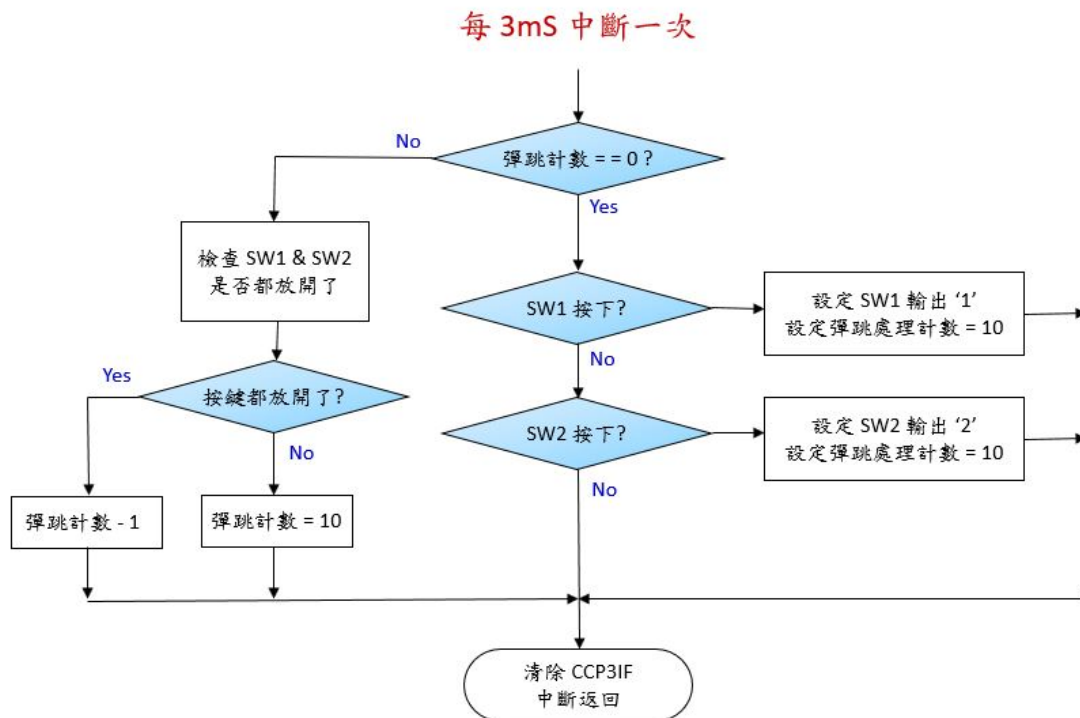 每 3mS 中斷一次
No
彈跳計數 = = 0 ?
Yes
檢查 SW1 & SW2
是否都放開了
SW1 按下?
設定 SW1 輸出 ‘1’
設定彈跳處理計數 = 10
No
Yes
按鍵都放開了?
No
SW2 按下?
設定 SW2 輸出 ‘2’
設定彈跳處理計數 = 10
No
彈跳計數 - 1
彈跳計數 = 10
清除 CCP3IF
中斷返回